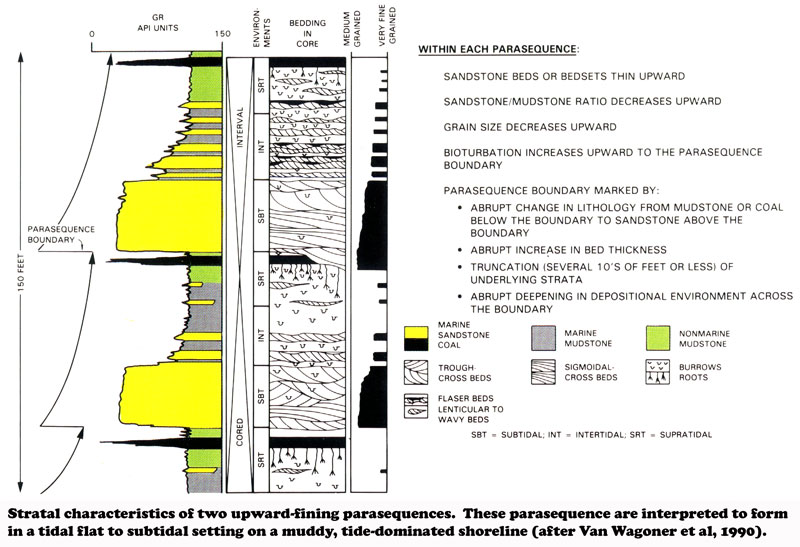 GR
API UNITS
0
150
ENVIRON-
MENTS
BEDDING
IN
CORE
MEDIUM
GRAINED
VERY FINE
GRAINED
150 FEET
PARASEQUENCE
BOUNDARY
INTERVAL
CORED
SRT
INT
SBT
SRT
INT
SBT
SRT
WITHIN EACH PARASEQUENCE:
SANDSTONE BEDS OR BEDSETS THIN UPWARD
SANDSTONE/MUDSTONE RATIO DECREASES UPWARD
GRAIN SIZE DECREASES UPWARD
BIOTURBATION INCREASES UPWARD TO THE PARASEQUENCE
BOUNDARY
PARASEQUENCE BOUNDARY MARKED BY:
• ABRUPT CHANGE IN LITHOLOGY FROM MUDSTONE OR COAL
BELOW THE BOUNDARY TO SANDSTONE ABOVE THE
BOUNDARY
• ABRUPT INCREASE IN BED THICKNESS
• TRUNCATION (SEVERAL 10'S OF FEET OR LESS) OF
UNDERLYING STRATA
• ABRUPT DEEPENING IN DEPOSITIONAL ENVIRONMENT ACROSS
THE BOUNDARY
MARINE
SANDSTONE
COAL
MARINE
MUDSTONE
NONMARINE
MUDSTONE
TROUGH-
CROSS BEDS
SIGMOIDAL-
CROSS BEDS
BURROWS
ROOTS
FLASER BEDS
LENTICULAR TO
WAVY BEDS
SBT = SUBTIDAL; INT = INTERTIDAL; SRT = SUPRATIDAL
Stratal characteristics of two upward-fining parasequences. These parasequence are interpreted to form
in a tidal flat to subtidal setting on a muddy, tide-dominated shoreline (after Van Wagoner et al, 1990).